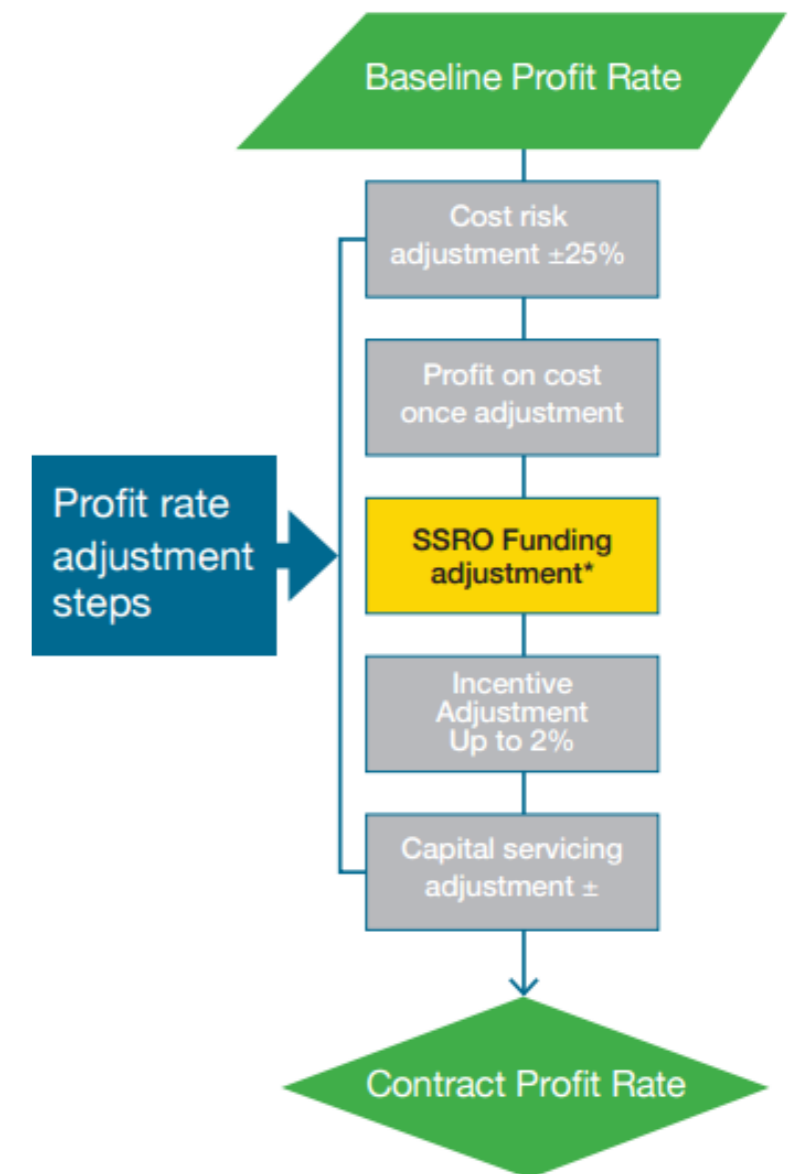 Baseline Profit Rate
Cost risk
adjustment ±25%
Profit on cost
once adjustment
Profit rate
adjustment
steps
SSRO Funding
adjustment*
Incentive
Adjustment
Up to 2%
Capital servicing
adjustment ±
Contract Profit Rate